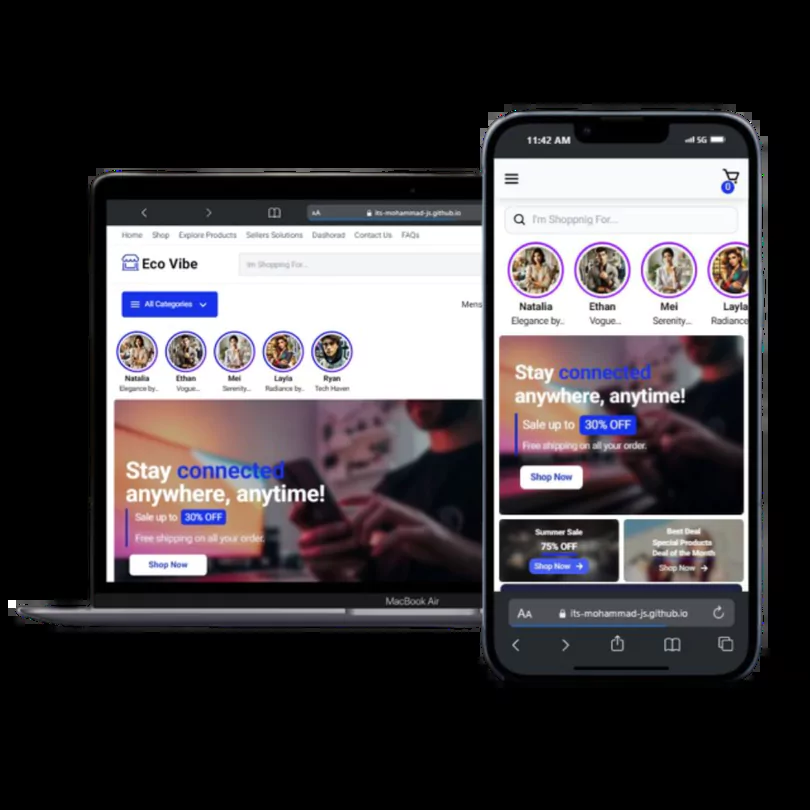 its-mohammad-js.github.io
Home Shop Explore Products Sellers Solutions Dashorad Contact Us FAQs
Eco Vibe
Im Shopping For...
All Categories
Mens
Natalia Ethan Mei Layla Ryan
Elegance by.. Vogue... Serenity... Radiance by.. Tech Haven
Stay connected
anywhere, anytime!
Sale up to 30% OFF
Free shipping on all your order.
Shop Now
MacBook Air
11:42 AM 5G
0
I'm Shoppnig For...
Natalia Ethan Mei Layla
Elegance by.. Vogue... Serenity... Radiance
Stay connected
anywhere, anytime!
Sale up to 30% OFF
Free shipping on all your order.
Shop Now
Summer Sale
75% OFF
Shop Now
Best Deal
Special Products
Deal of the Month
Shop Now
AA its-mohammad-js.github.io